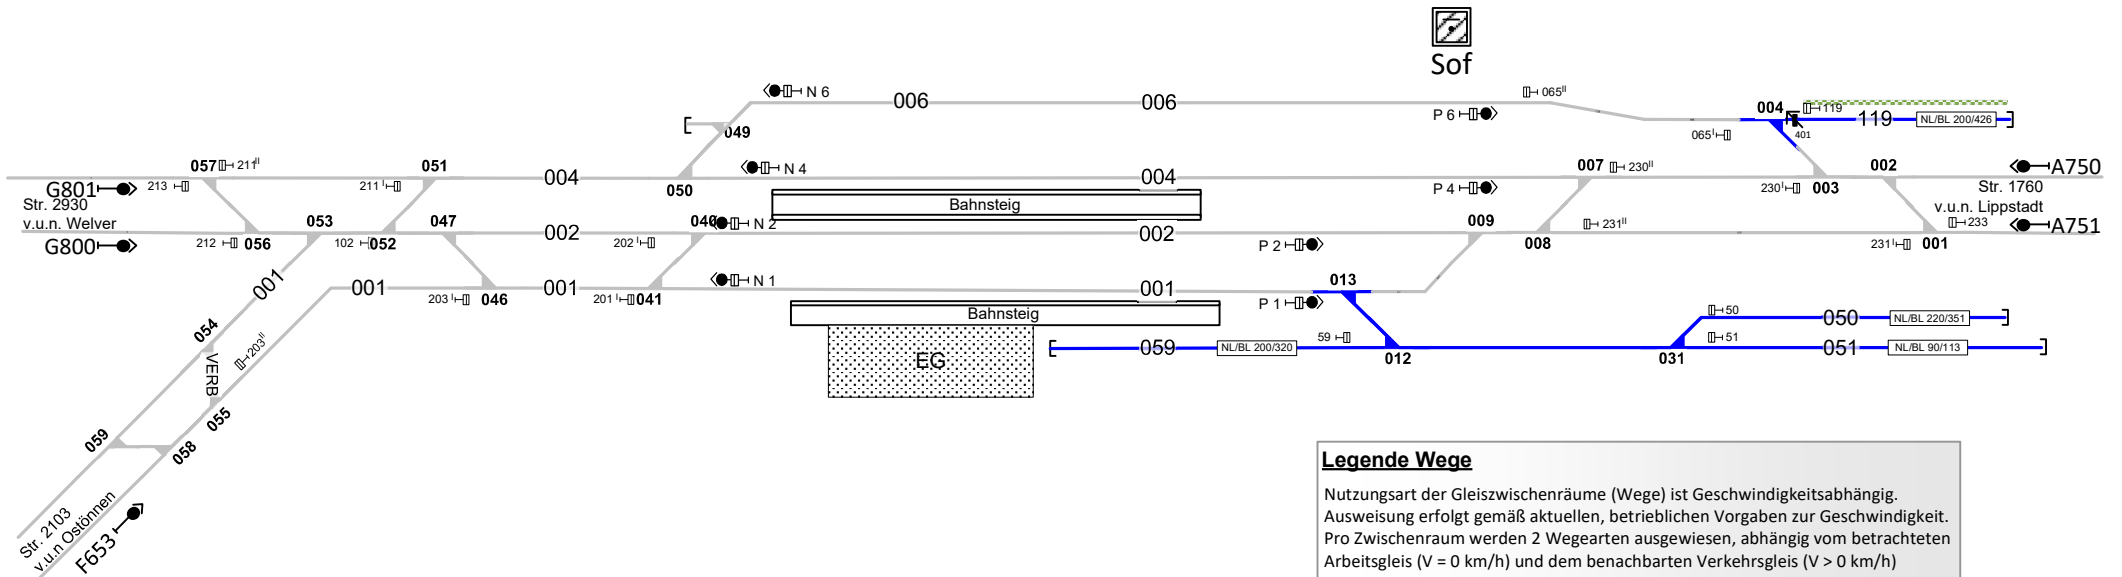 Sof
N 6
006
006
065II
P 6
004
119
119
NL/BL 200/426
065I
401
049
057
211II
051
N 4
007
230II
002
A750
G801
213
211 I
004
050
004
P 4
230I
003
Str. 1760
v.u.n. Lippstadt
Str. 2930
v.u.n. Welver
Bahnsteig
053
047
040
N 2
009
231II
233
A751
G800
212
056
102
052
002
202 I
002
P 2
008
231I
001
001
001
203 I
046
001
201 I
041
N 1
001
013
P 1
Bahnsteig
50
050
NL/BL 220/351
054
203II
VERB
EG
059
NL/BL 200/320
59
012
031
51
051
NL/BL 90/113
055
059
058
Str. 2103
v.u.n Ostönnen
F653
Legende Wege
Nutzungsart der Gleiszwischenräume (Wege) ist Geschwindigkeitsabhängig.
Ausweisung erfolgt gemäß aktuellen, betrieblichen Vorgaben zur Geschwindigkeit.
Pro Zwischenraum werden 2 Wegearten ausgewiesen, abhängig vom betrachteten
Arbeitsgleis (V = 0 km/h) und dem benachbarten Verkehrsgleis (V > 0 km/h)